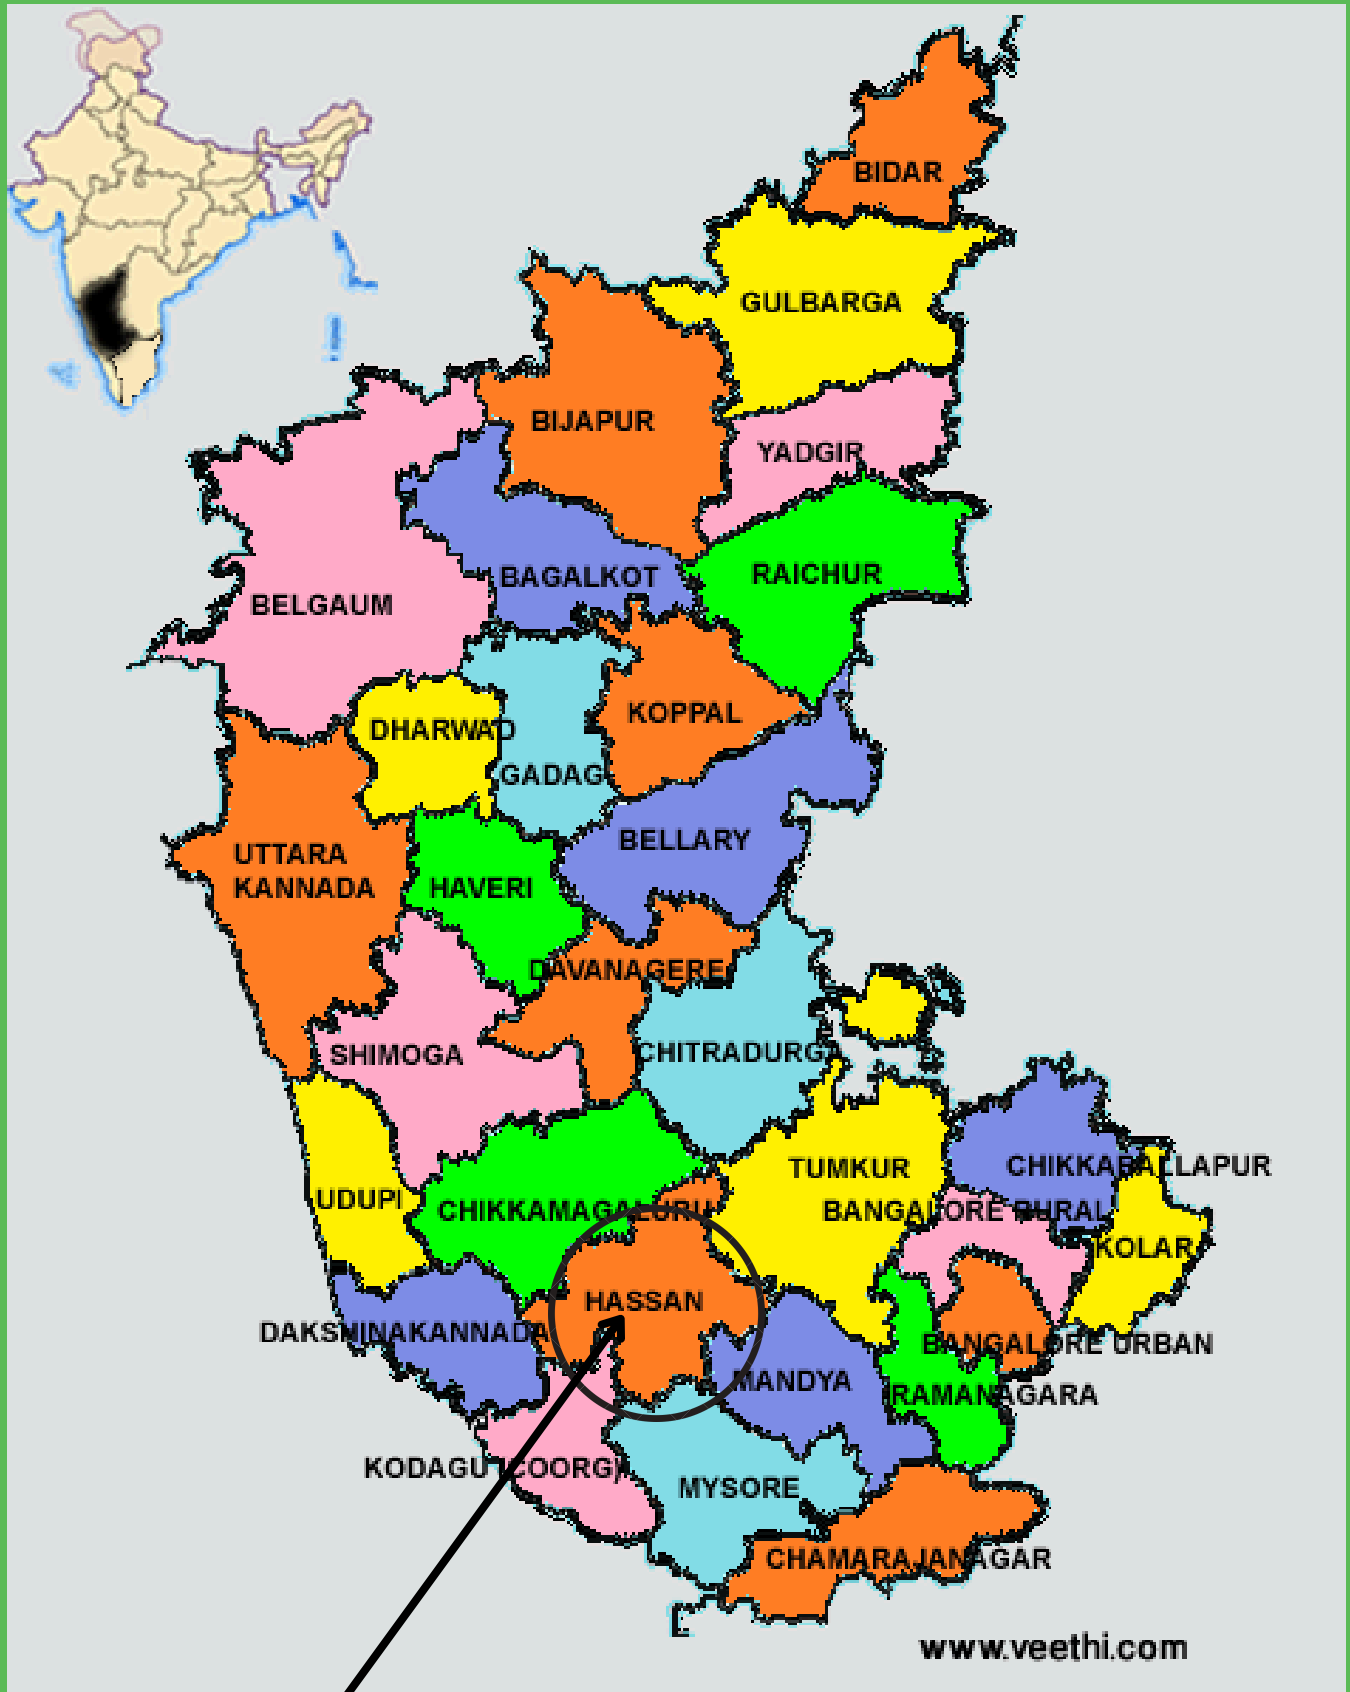 BIDAR
GULBARGA
BIJAPUR
YADGIR
RAICHUR
BAGALKOT
BELGAUM
KOPPAL
DHARWAD
GADAG
BELLARY
UTTARA
KANNADA
HAVERI
DAVANAGERE
SHIMOGA
CHITRADURGA
TUMKUR
CHIKKABALLAPUR
UDUPI
CHIKKAMAGALURU
BANGALORE RURAL
KOLAR
HASSAN
DAKSHINAKANNADA
BANGALORE URBAN
MANDYA
RAMANAGARA
KODAGU (COORG)
MYSORE
CHAMARAJANAGAR
www.veethi.com